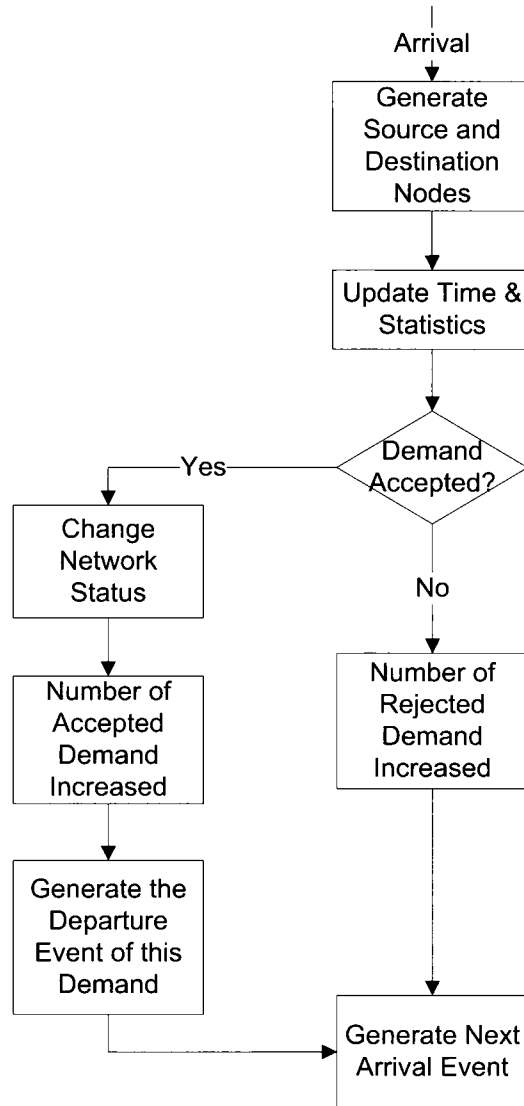 Arrival
Generate
Source and
Destination
Nodes
Update Time &
Statistics
Demand
Accepted?
Yes
Change
Network
Status
Number of
Accepted
Demand
Increased
Generate the
Departure
Event of this
Demand
No
Number of
Rejected
Demand
Increased
Generate Next
Arrival Event